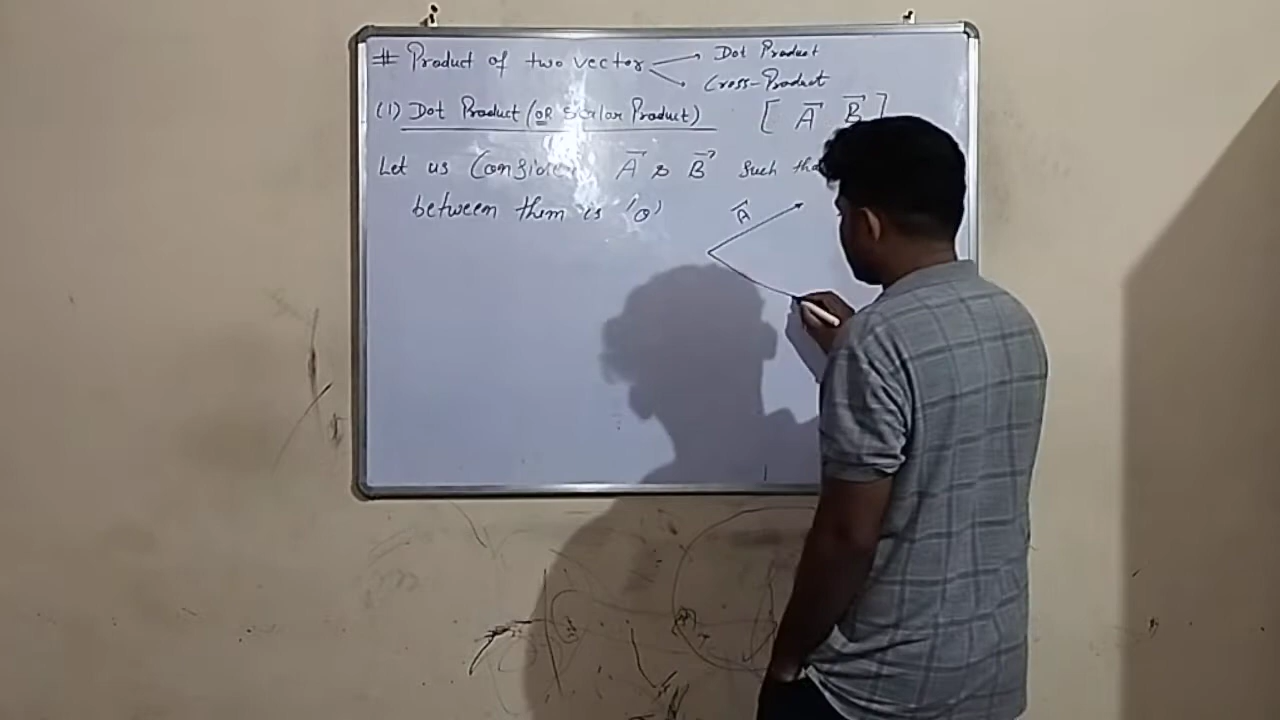 # Product of two vector Dot Product
Cross-Product
(1) Dot Product (OR Scalar Product) [ A⃗ B⃗ ]
Let us Consider A⃗ & B⃗ such
between them is 'θ'
A⃗